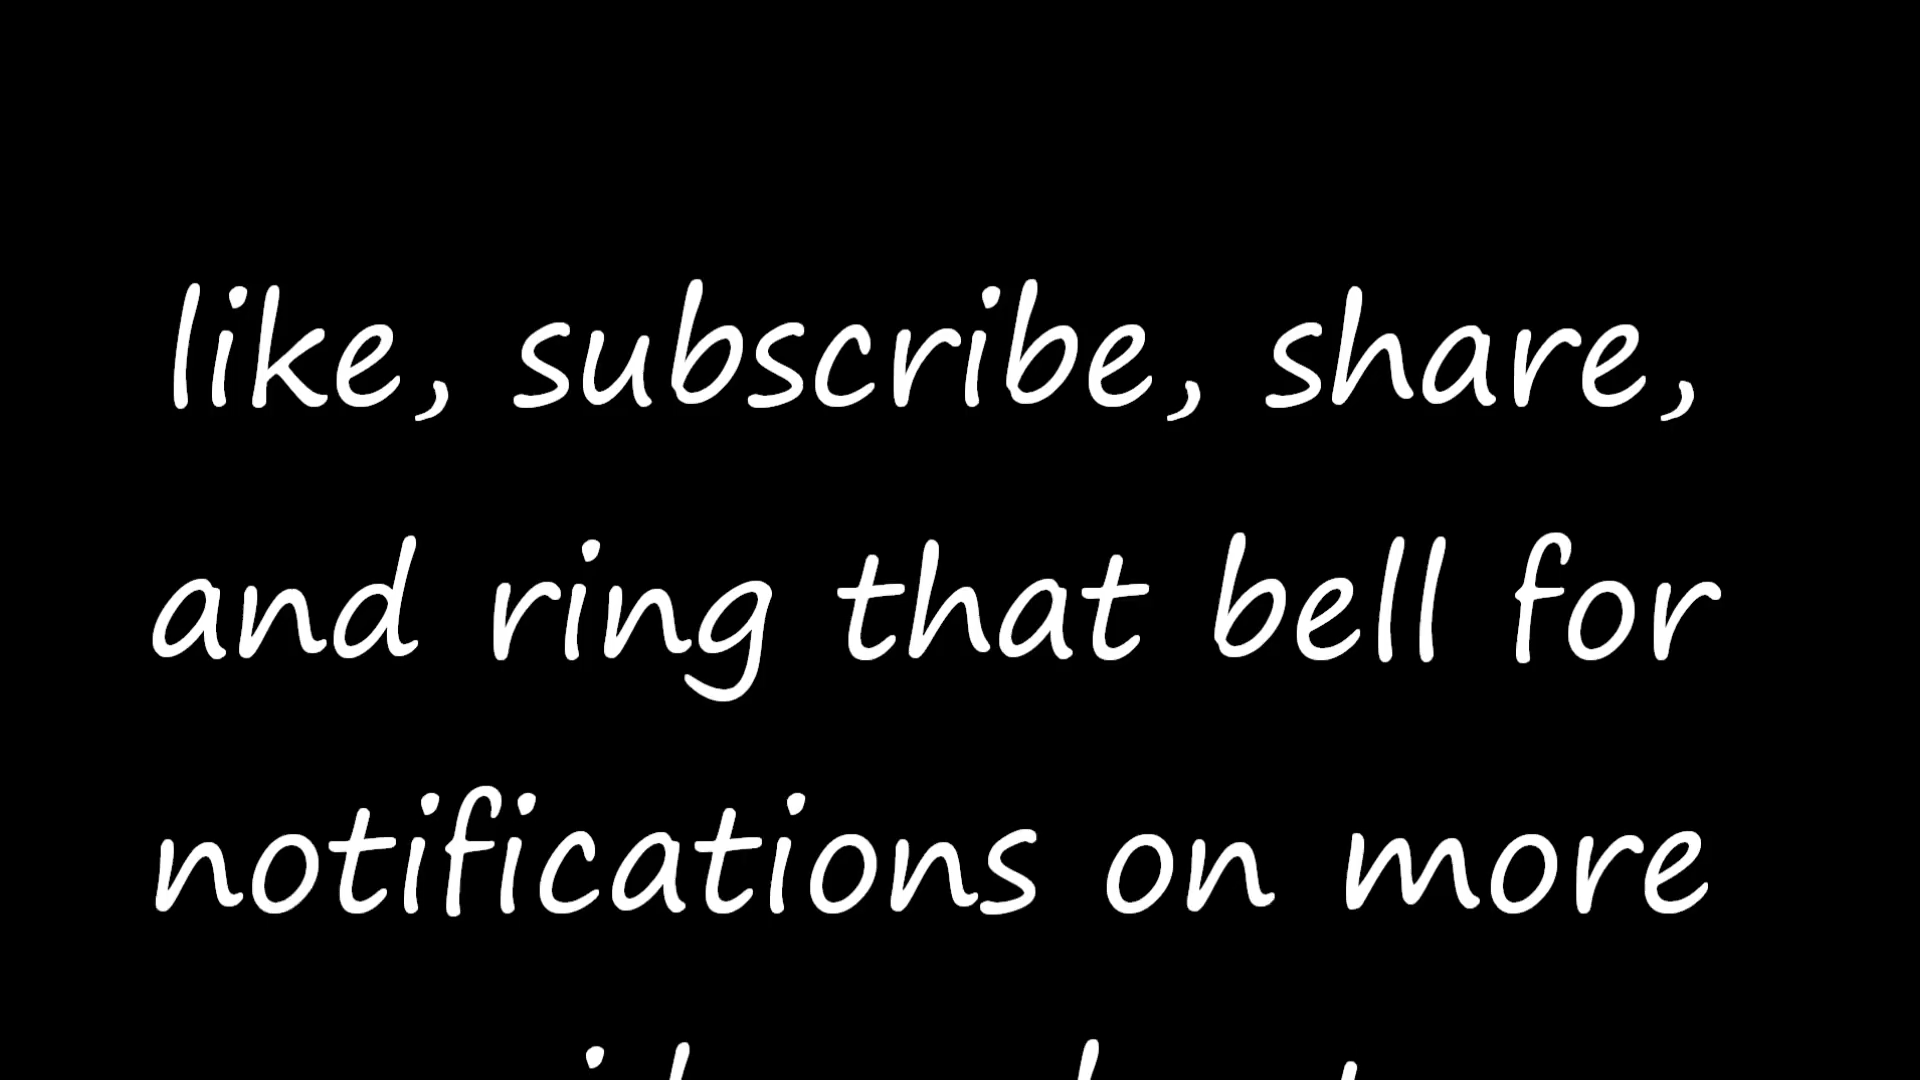 like, subscribe, share,
and ring that bell for
notifications on more